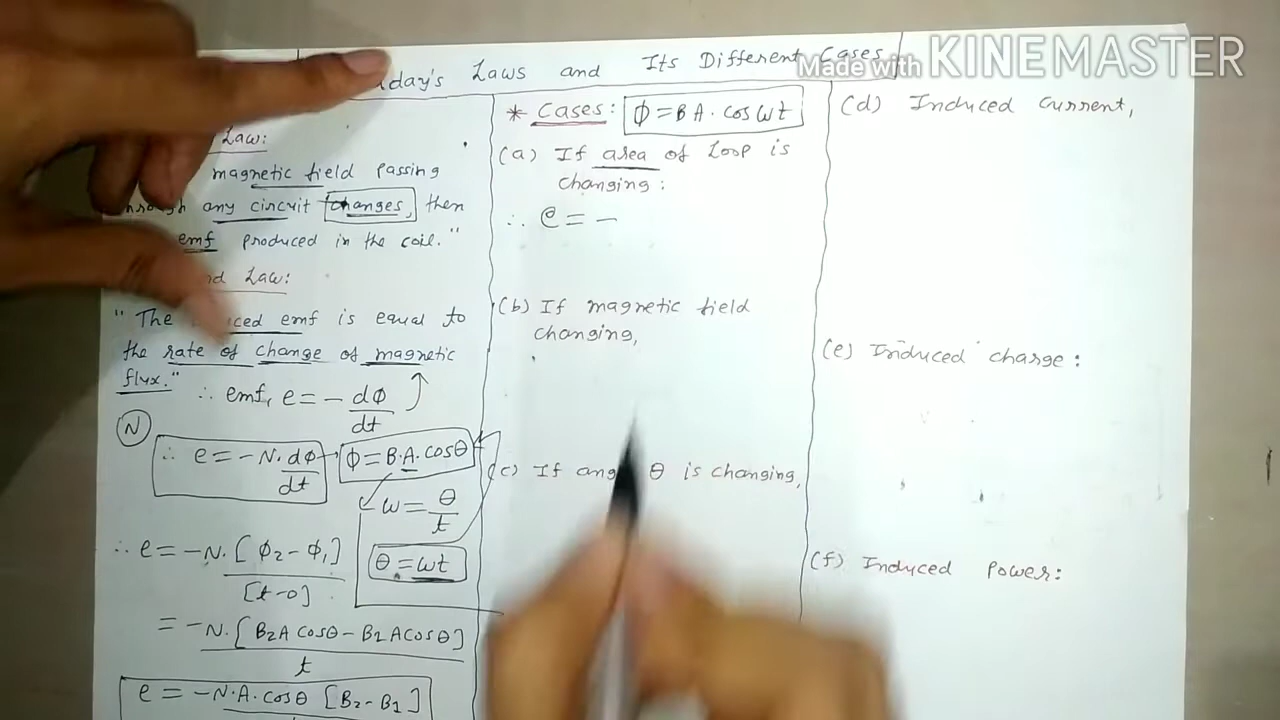 day's Laws and Its Different Cases
Made with KINEMASTER
Law:
magnetic field passing
any circuit changes, then
emf produced in the coil."
Law:
"The emf is equal to
the rate of change of magnetic
flux."
∴ emf, e = - dΦ/dt
N
∴ e = -N. dΦ/dt
Φ = B.A. cosθ
ω = θ/t
θ = ωt
∴ e = -N. [Φ2 - Φ1] / [t-0]
= -N. [B2A cosθ - B1A cosθ] / t
e = -N.A. cosθ [B2 - B1]
* Cases: Φ = BA. cos ωt
(a) If area of Loop is
changing:
∴ e = -
(b) If magnetic field
changing,
(c) If θ is changing,
(d) Induced current,
(e) Induced charge:
(f) Induced Power: